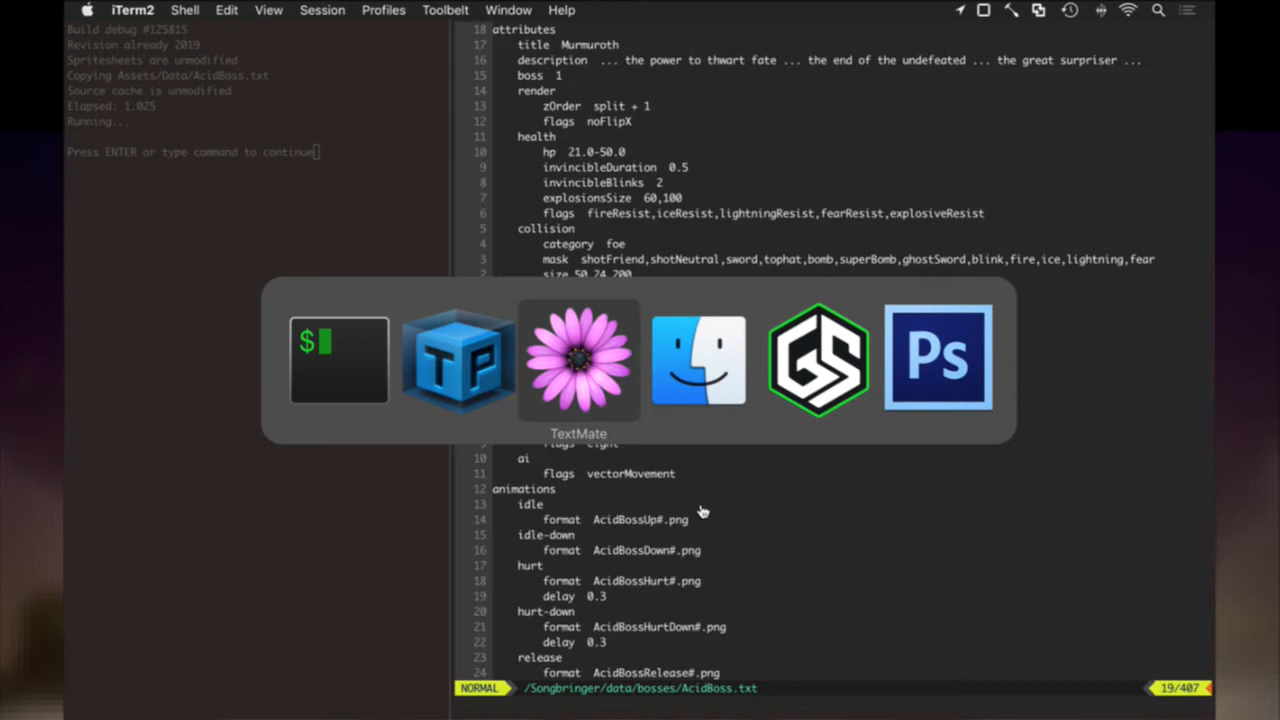 iTerm2 Shell Edit View Session Profiles Toolbelt Window Help
Build debug #125815
Revision already 2019
Spritesheets are unmodified
Copying Assets/Data/AcidBoss.txt
Source cache is unmodified
Elapsed: 1.025
Running...
Press ENTER or type command to continue
18 attributes
17 title Murmuroth
16 description ... the power to thwart fate ... the end of the undefeated ... the great surpriser ...
15 boss 1
14 render
13 zOrder split + 1
12 flags noFlipX
11 health
10 hp 21.0-50.0
9 invincibleDuration 0.5
8 invincibleBlinks 2
7 explosionsSize 60,100
6 flags fireResist,iceResist,lightningResist,fearResist,explosiveResist
5 collision
4 category foe
3 mask shotFriend,shotNeutral,sword,tophat,bomb,superBomb,ghostSword,blink,fire,ice,lightning,fear
2 size 50,24,200
$
TP
GS
Ps
TextMate
9 flags eight
10 ai
11 flags vectorMovement
12 animations
13 idle
14 format AcidBossUp#.png
15 idle-down
16 format AcidBossDown#.png
17 hurt
18 format AcidBossHurt#.png
19 delay 0.3
20 hurt-down
21 format AcidBossHurtDown#.png
22 delay 0.3
23 release
24 format AcidBossRelease#.png
NORMAL /Songbringer/data/bosses/AcidBoss.txt 19/407